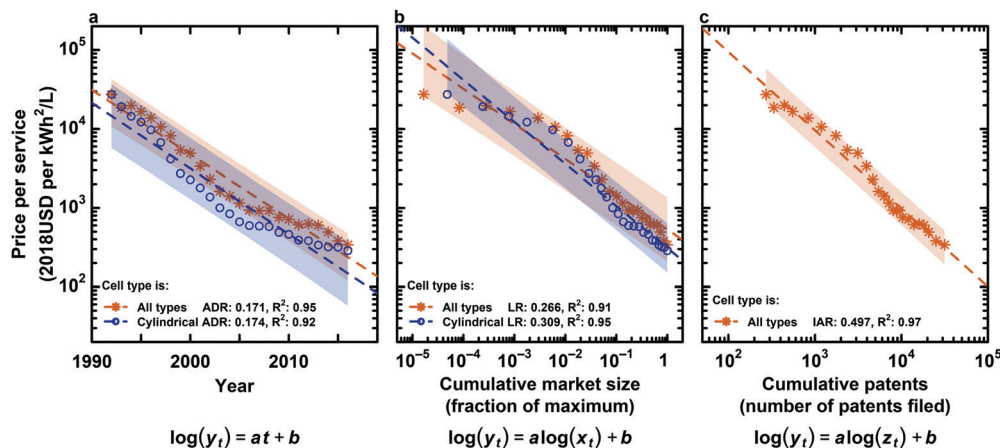 a
b
c
Price per service
(2018USD per kWh²/L)
10⁵
10⁴
10³
10²
Cell type is:
All types ADR: 0.171, R²: 0.95
Cylindrical ADR: 0.174, R²: 0.92
1990
2000
2010
Year
log(yₜ) = at + b
Cell type is:
All types LR: 0.266, R²: 0.91
Cylindrical LR: 0.309, R²: 0.95
10⁻⁵
10⁻⁴
10⁻³
10⁻²
10⁻¹
10⁰
Cumulative market size
(fraction of maximum)
log(yₜ) = alog(xₜ) + b
Cell type is:
All types IAR: 0.497, R²: 0.97
10²
10³
10⁴
10⁵
Cumulative patents
(number of patents filed)
log(yₜ) = alog(zₜ) + b